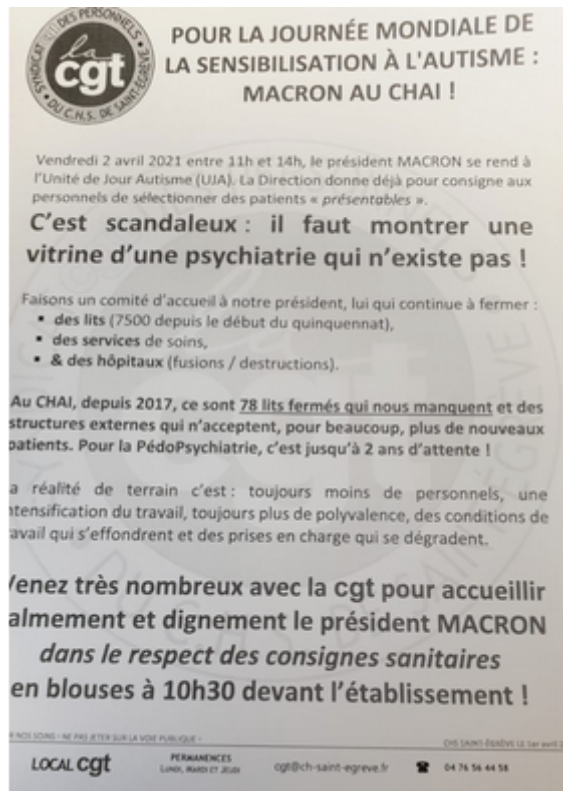 SYNDICAT CGT DES PERSONNELS
la
cgt
DU C.H.S. DE SAINT-ÉGRÈVE
POUR LA JOURNÉE MONDIALE DE
LA SENSIBILISATION À L'AUTISME :
MACRON AU CHAI !
Vendredi 2 avril 2021 entre 11h et 14h, le président MACRON se rend à
l'Unité de Jour Autisme (UJA). La Direction donne déjà pour consigne aux
personnels de sélectionner des patients « présentables ».
C'est scandaleux : il faut montrer une
vitrine d'une psychiatrie qui n'existe pas !
Faisons un comité d'accueil à notre président, lui qui continue à fermer :
▪ des lits (7500 depuis le début du quinquennat),
▪ des services de soins,
▪ & des hôpitaux (fusions / destructions).
Au CHAI, depuis 2017, ce sont 78 lits fermés qui nous manquent et des
structures externes qui n'acceptent, pour beaucoup, plus de nouveaux
patients. Pour la PédoPsychiatrie, c'est jusqu'à 2 ans d'attente !
a réalité de terrain c'est : toujours moins de personnels, une
ntensification du travail, toujours plus de polyvalence, des conditions de
avail qui s'effondrent et des prises en charge qui se dégradent.
Venez très nombreux avec la cgt pour accueillir
almement et dignement le président MACRON
dans le respect des consignes sanitaires
en blouses à 10h30 devant l'établissement !
NOS SOINS - NE PAS JETER SUR LA VOIE PUBLIQUE -
CHS SAINT-ÉGRÈVE LE 1er avril 2
LOCAL cgt
PERMANENCES
LUNDI, MARDI ET JEUDI
cgt@ch-saint-egreve.fr
☎ 04 76 56 44 58